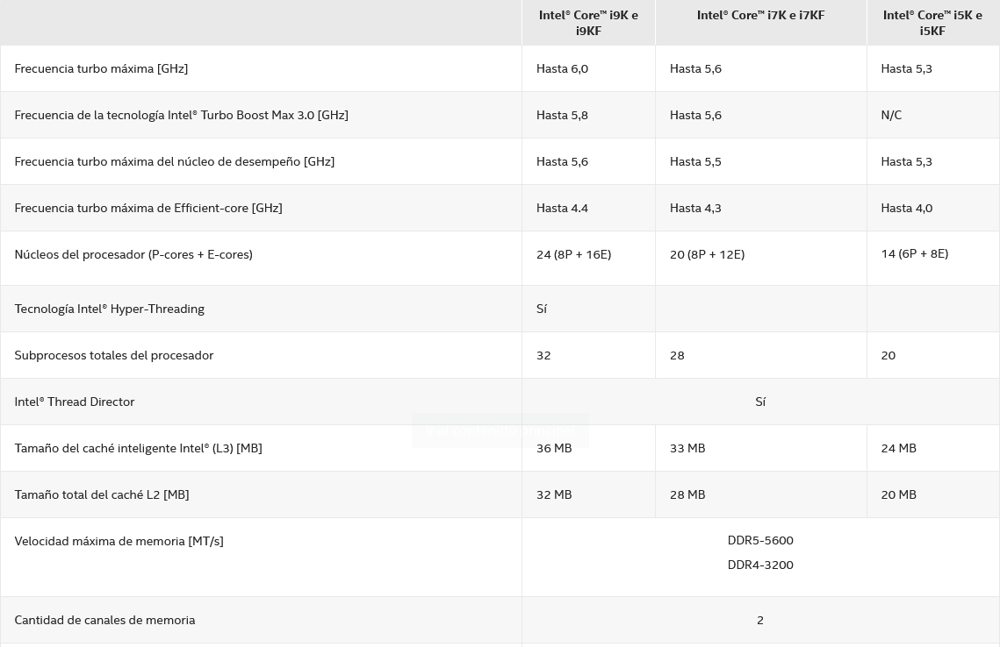 Intel® Core™ i9K e i9KF
Intel® Core™ i7K e i7KF
Intel® Core™ i5K e i5KF
Frecuencia turbo máxima [GHz] Hasta 6,0 Hasta 5,6 Hasta 5,3
Frecuencia de la tecnología Intel® Turbo Boost Max 3.0 [GHz] Hasta 5,8 Hasta 5,6 N/C
Frecuencia turbo máxima del núcleo de desempeño [GHz] Hasta 5,6 Hasta 5,5 Hasta 5,3
Frecuencia turbo máxima de Efficient-core [GHz] Hasta 4.4 Hasta 4,3 Hasta 4,0
Núcleos del procesador (P-cores + E-cores) 24 (8P + 16E) 20 (8P + 12E) 14 (6P + 8E)
Tecnología Intel® Hyper-Threading Sí
Subprocesos totales del procesador 32 28 20
Intel® Thread Director Sí
Ir al contenido principal
Tamaño del caché inteligente Intel® (L3) [MB] 36 MB 33 MB 24 MB
Tamaño total del caché L2 [MB] 32 MB 28 MB 20 MB
Velocidad máxima de memoria [MT/s] DDR5-5600
DDR4-3200
Cantidad de canales de memoria 2